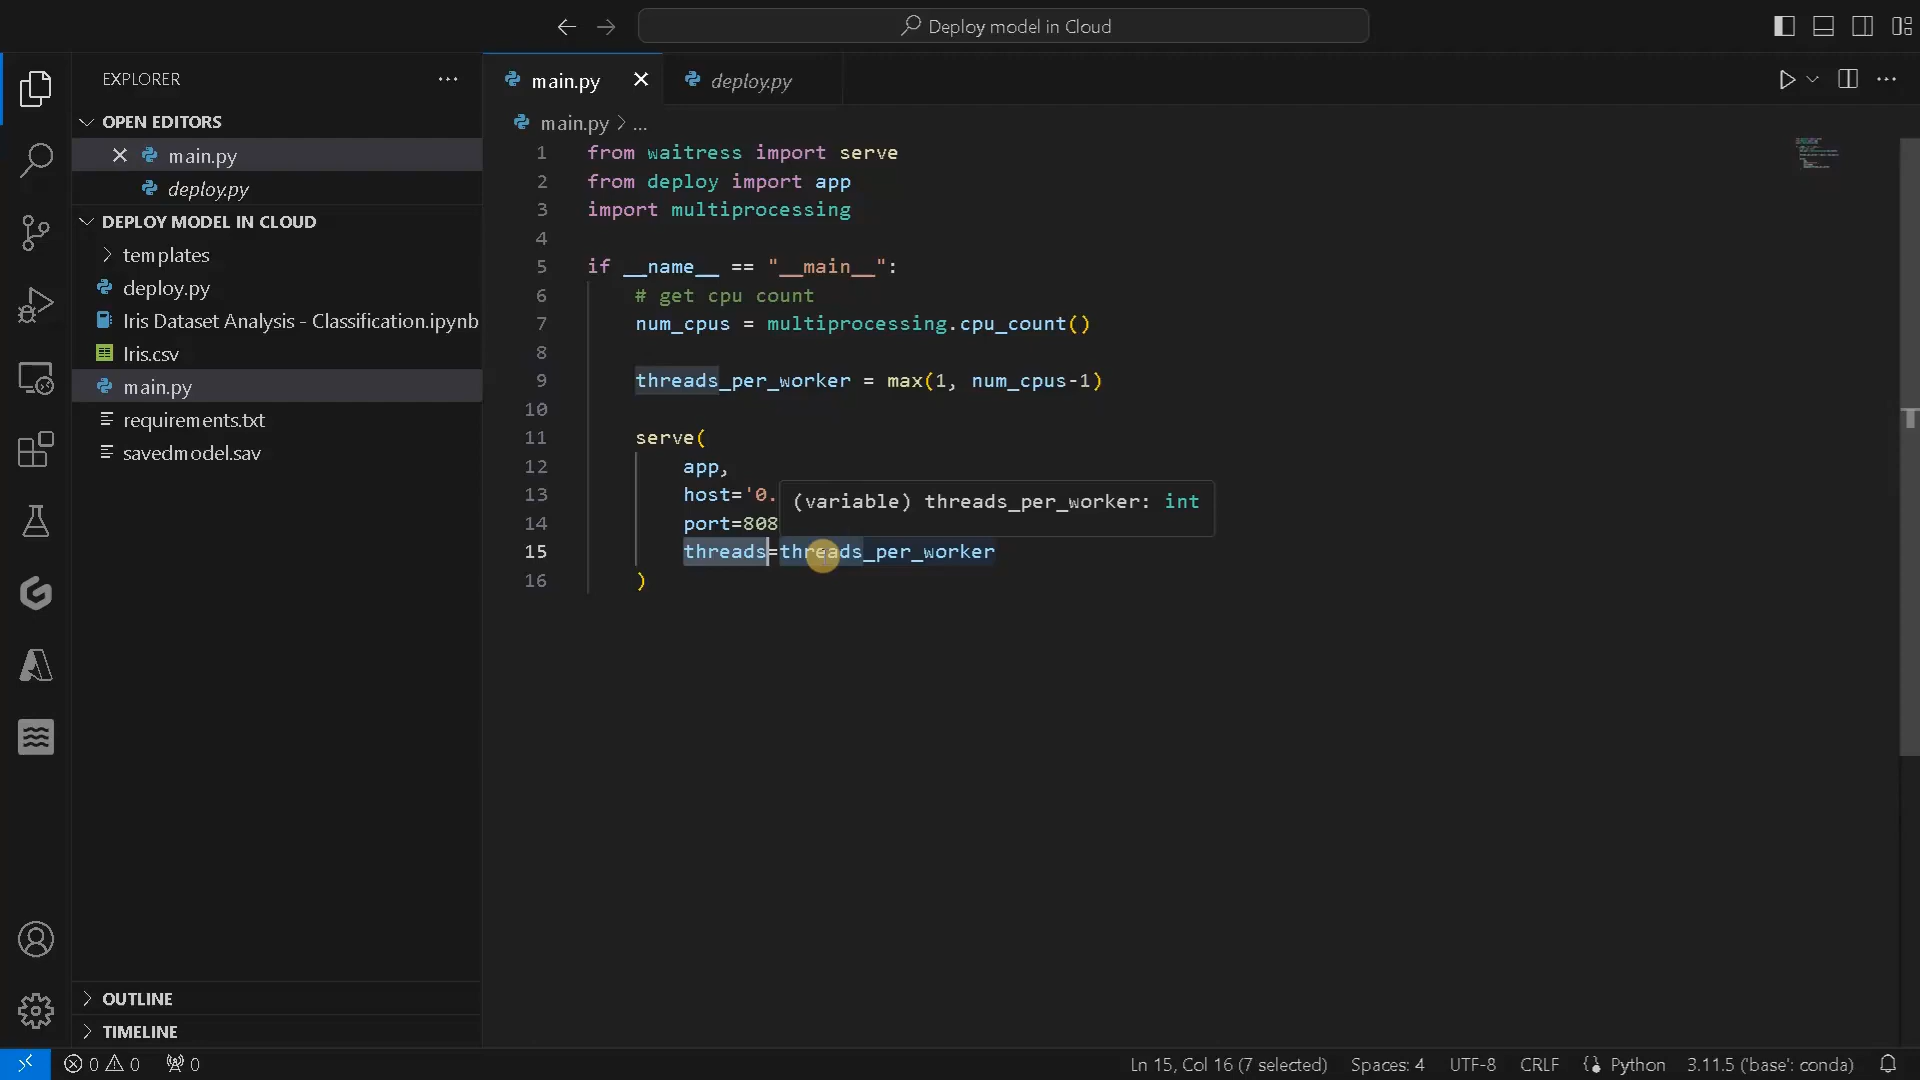 Deploy model in Cloud
EXPLORER
main.py
deploy.py
OPEN EDITORS
main.py
deploy.py
main.py > ...
DEPLOY MODEL IN CLOUD
templates
deploy.py
Iris Dataset Analysis - Classification.ipynb
Iris.csv
main.py
requirements.txt
savedmodel.sav
1 from waitress import serve
2 from deploy import app
3 import multiprocessing
4
5 if __name__ == "__main__":
6 # get cpu count
7 num_cpus = multiprocessing.cpu_count()
8
9 threads_per_worker = max(1, num_cpus-1)
10
11 serve(
12 app,
13 host='0.
(variable) threads_per_worker: int
14 port=808
15 threads=threads_per_worker
16 )
OUTLINE
TIMELINE
0 0 0
Ln 15, Col 16 (7 selected) Spaces: 4 UTF-8 CRLF Python 3.11.5 ('base': conda)